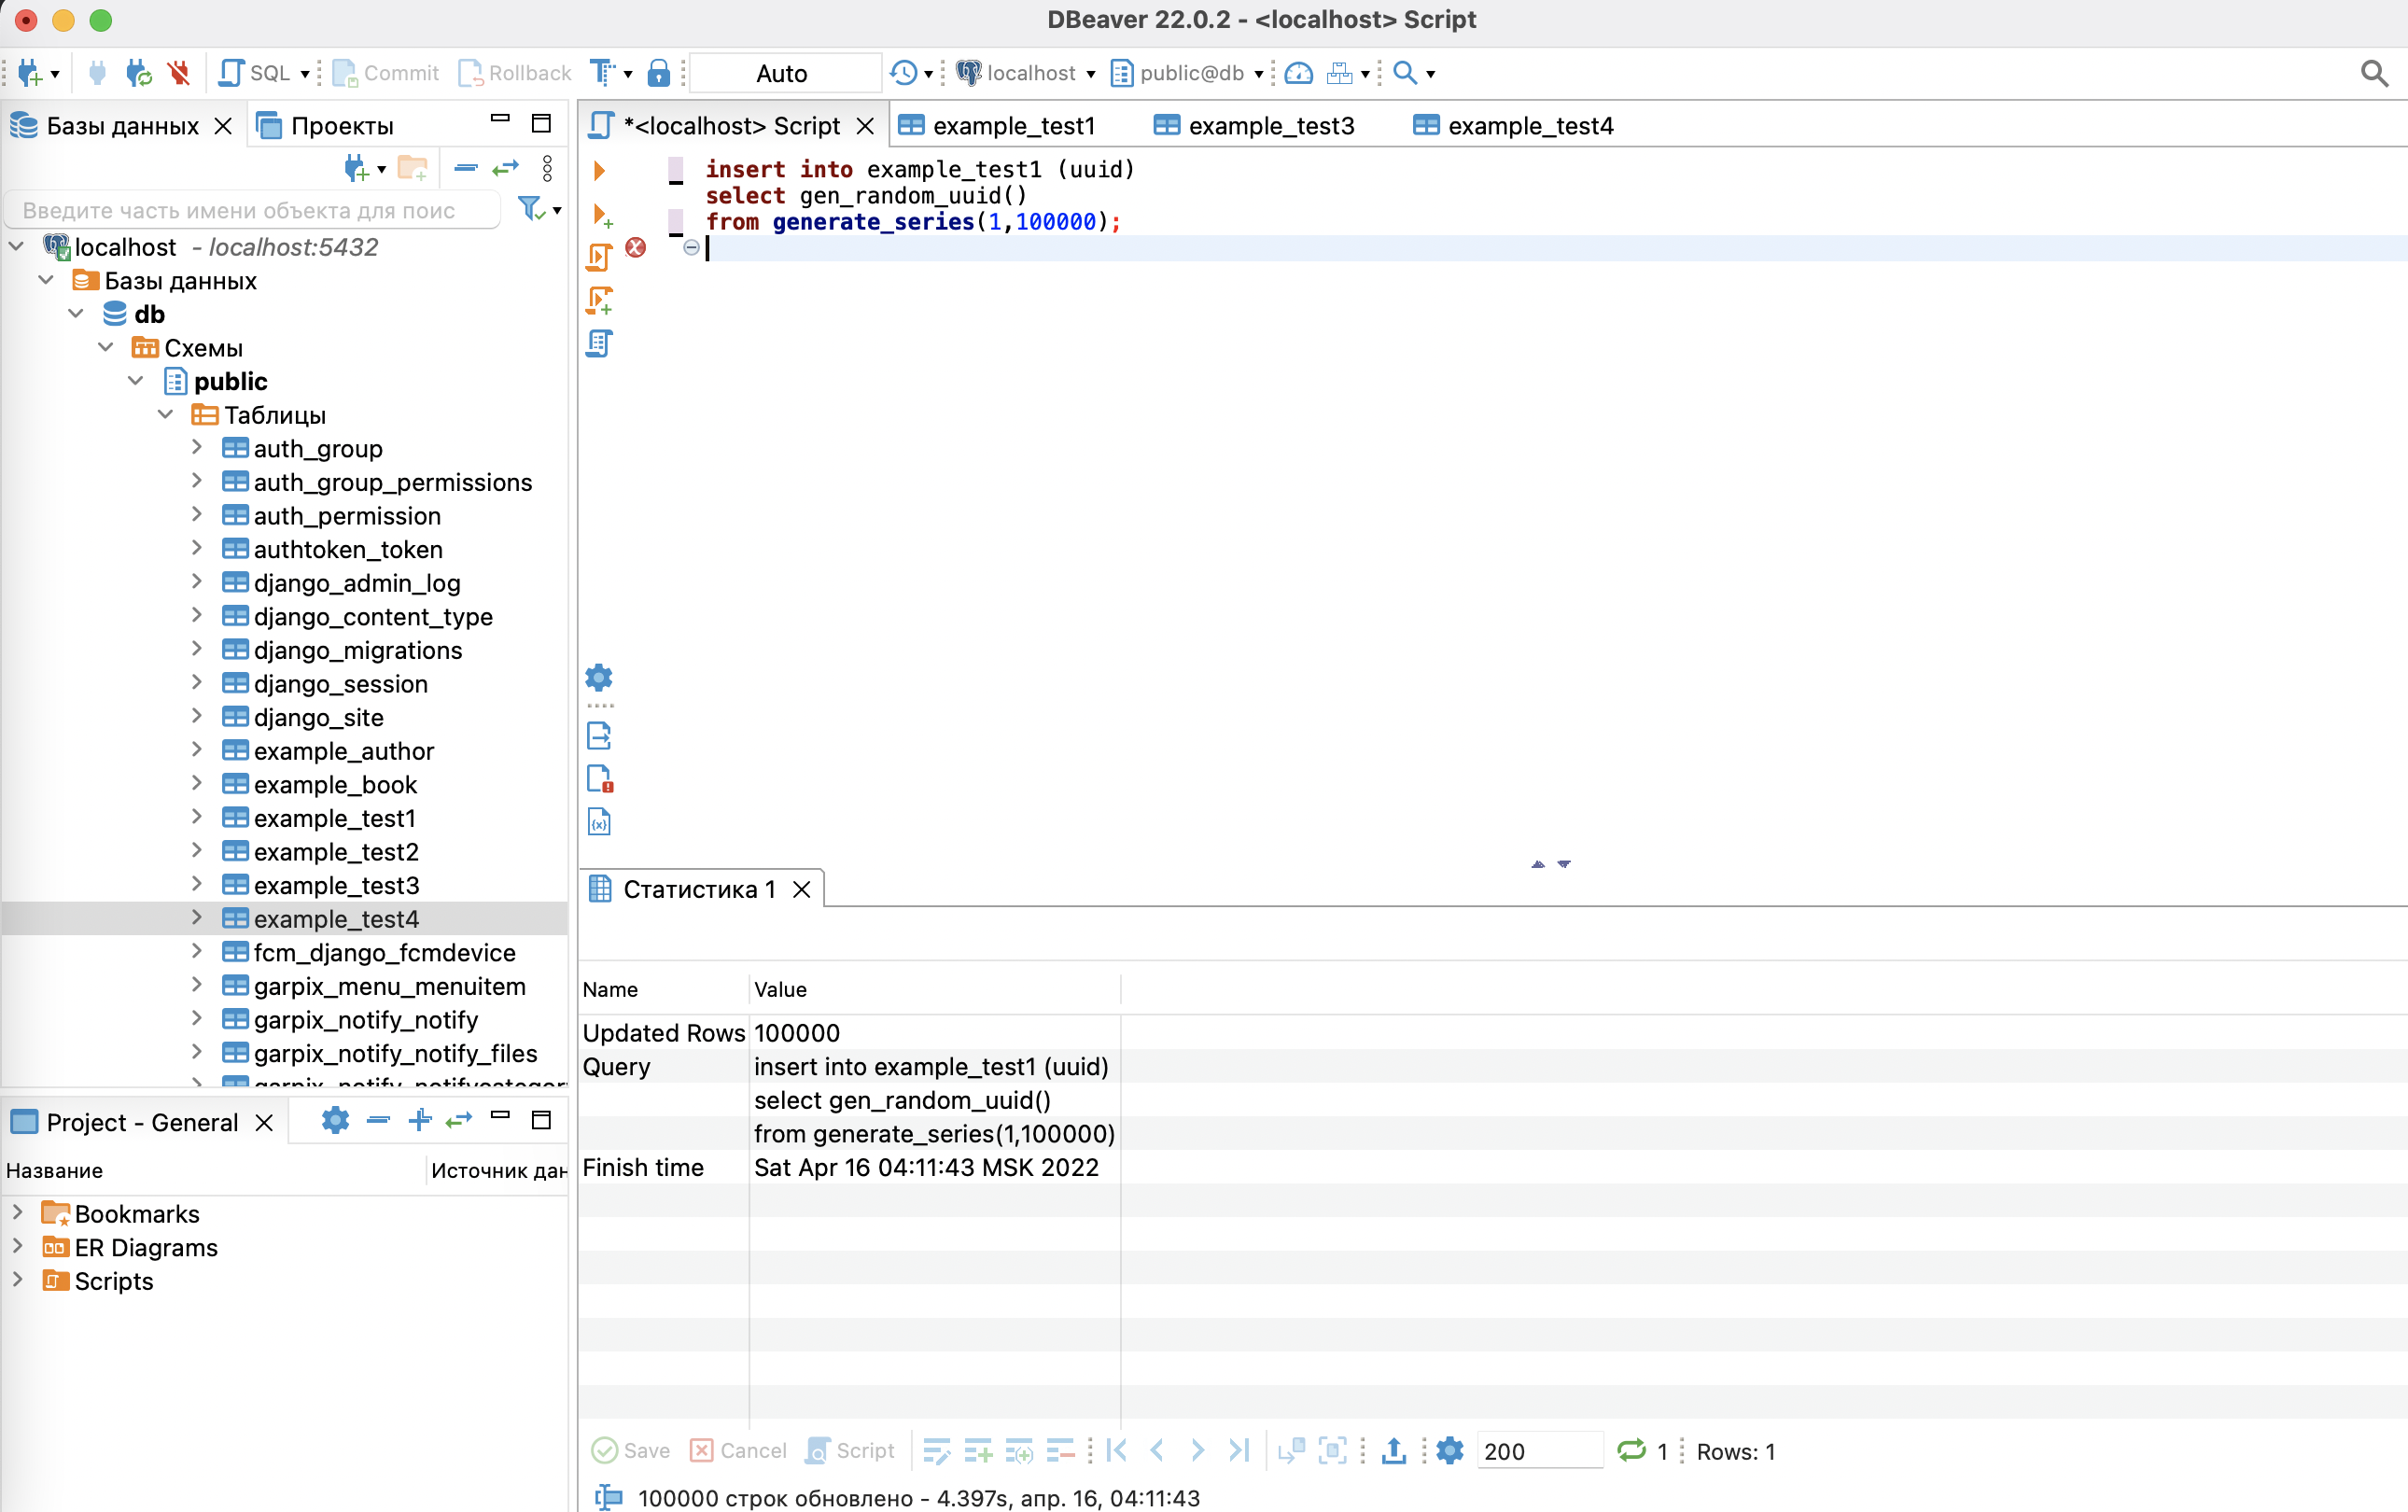 DBeaver 22.0.2 - <localhost> Script
SQL Commit Rollback Auto localhost public@db
Базы данных Проекты
*<localhost> Script example_test1 example_test3 example_test4
Введите часть имени объекта для поис
localhost - localhost:5432
Базы данных
db
Схемы
public
Таблицы
auth_group
auth_group_permissions
auth_permission
authtoken_token
django_admin_log
django_content_type
django_migrations
django_session
django_site
example_author
example_book
example_test1
example_test2
example_test3
example_test4
fcm_django_fcmdevice
garpix_menu_menuitem
garpix_notify_notify
garpix_notify_notify_files
Project - General
Название Источник дан
Bookmarks
ER Diagrams
Scripts
insert into example_test1 (uuid)
select gen_random_uuid()
from generate_series(1,100000);
Статистика 1
Name Value
Updated Rows 100000
Query insert into example_test1 (uuid)
select gen_random_uuid()
from generate_series(1,100000)
Finish time Sat Apr 16 04:11:43 MSK 2022
Save Cancel Script 200 1 Rows: 1
100000 строк обновлено - 4.397s, апр. 16, 04:11:43